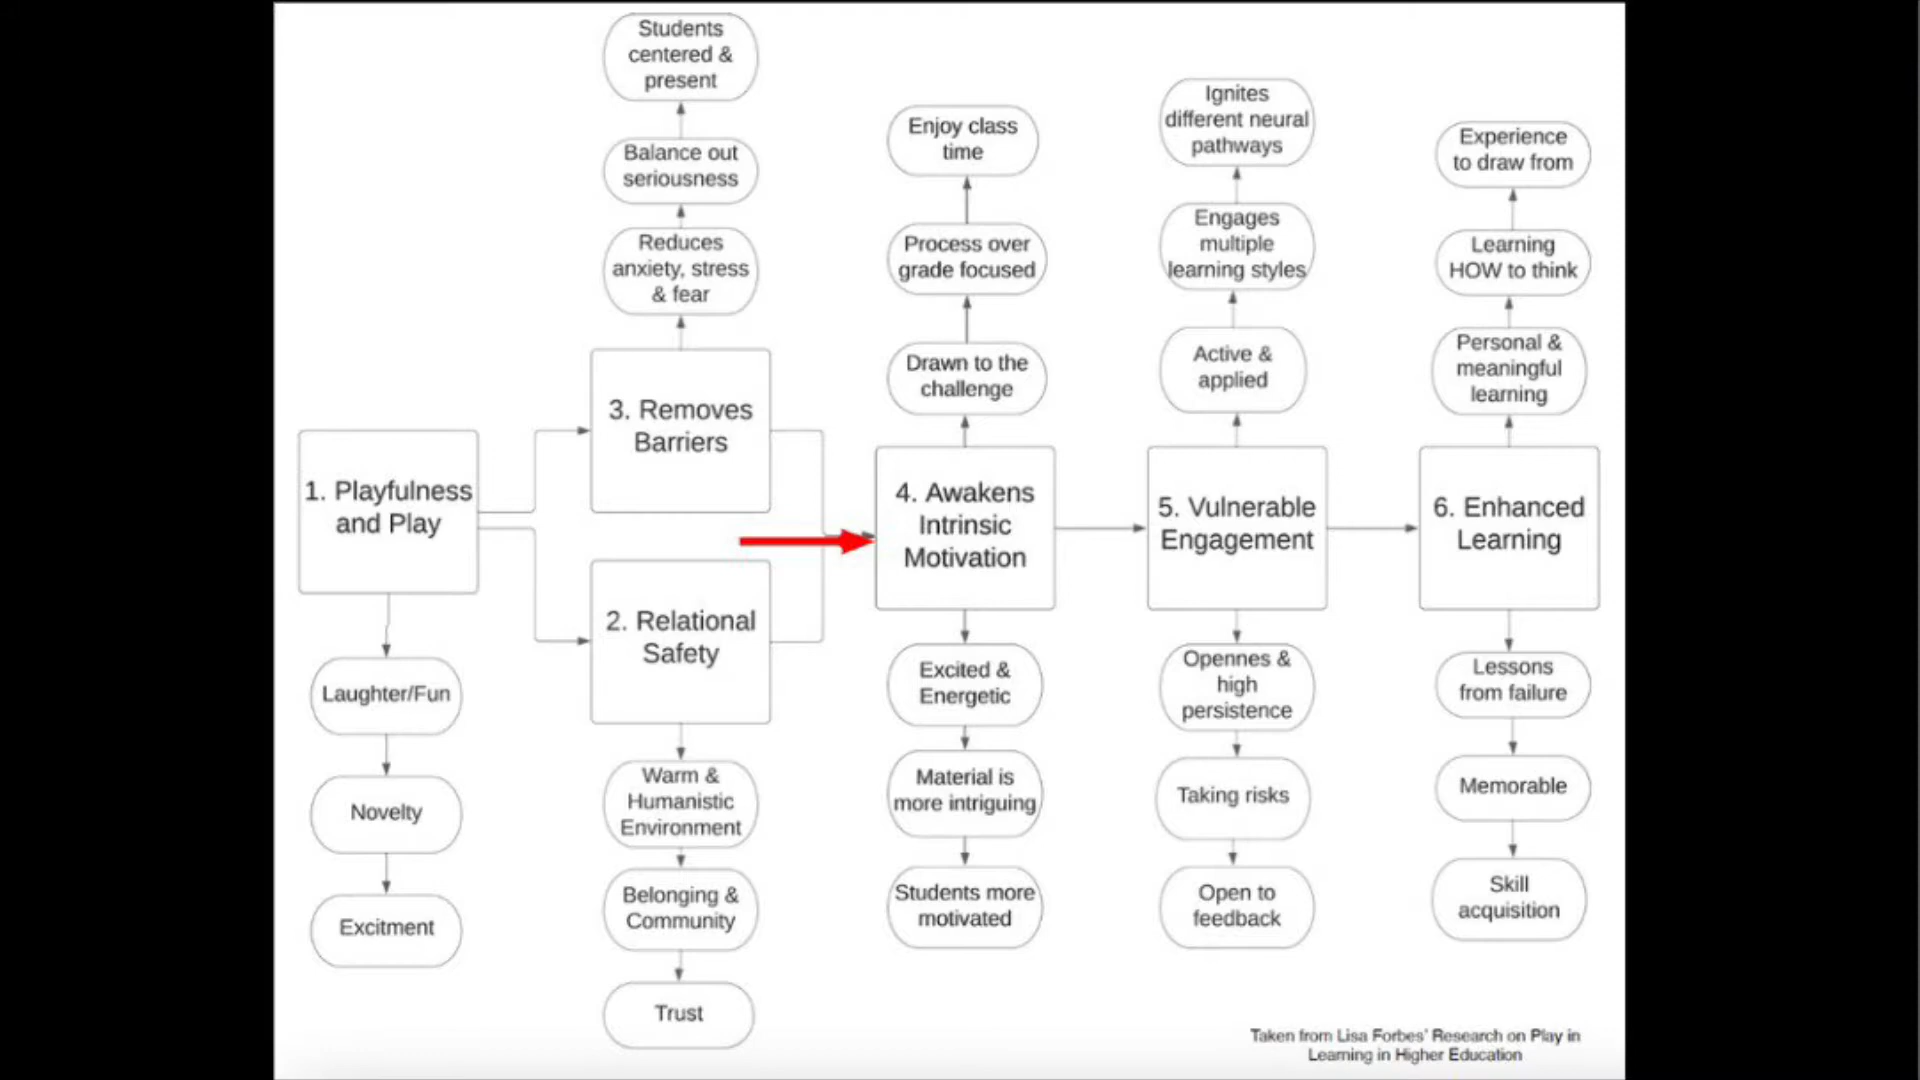 Students
centered &
present
Balance out
seriousness
Reduces
anxiety, stress
& fear
3. Removes
Barriers
1. Playfulness
and Play
Laughter/Fun
Novelty
Excitment
2. Relational
Safety
Warm &
Humanistic
Environment
Belonging &
Community
Trust
Enjoy class
time
Process over
grade focused
Drawn to the
challenge
4. Awakens
Intrinsic
Motivation
Excited &
Energetic
Material is
more intriguing
Students more
motivated
Ignites
different neural
pathways
Engages
multiple
learning styles
Active &
applied
5. Vulnerable
Engagement
Opennes &
high
persistence
Taking risks
Open to
feedback
Experience
to draw from
Learning
HOW to think
Personal &
meaningful
learning
6. Enhanced
Learning
Lessons
from failure
Memorable
Skill
acquisition
Taken from Lisa Forbes' Research on Play in
Learning in Higher Education